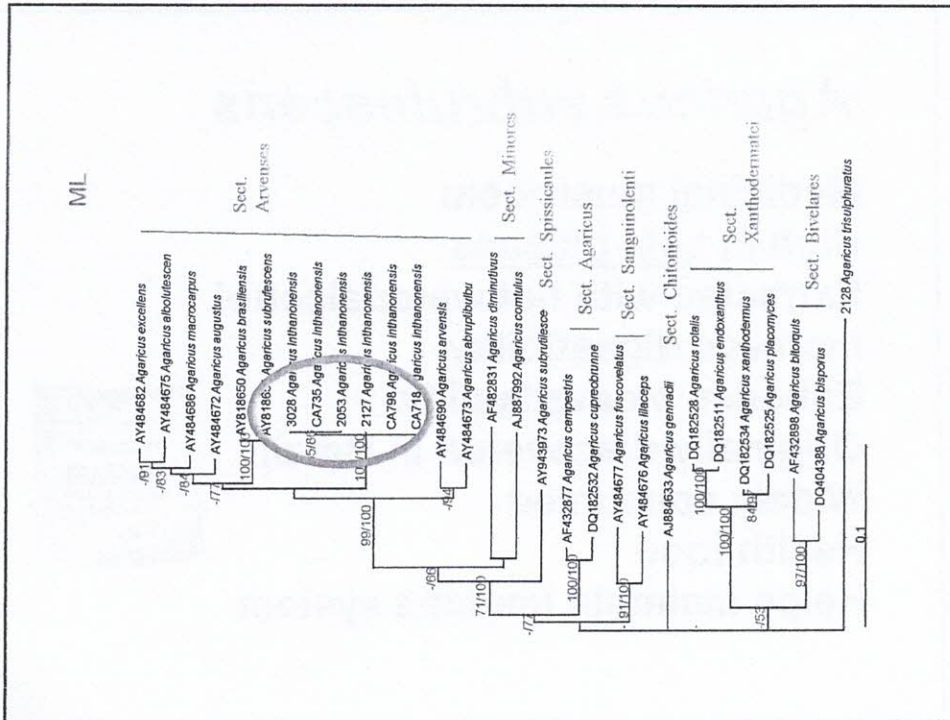 ML
AY484682 Agaricus excellens
AY484675 Agaricus albolutescen
AY484686 Agaricus macrocarpus
AY484672 Agaricus augustus
AY818650 Agaricus brasiliensis
Agaricus subrufescens
3028 Agaricus inthanonensis
CA735 Agaricus inthanonensis
2053 Agaricus inthanonensis
2127 Agaricus inthanonensis
CA798 Agaricus inthanonensis
CA718 Agaricus inthanonensis
AY484690 Agaricus arvensis
AY484673 Agaricus abruptibulbu
AF482831 Agaricus diminutivus
AJ887992 Agaricus comtulus
AY943973 Agaricus subrutilesce
AF432877 Agaricus campestris
DQ182532 Agaricus cupreobrunne
AY484677 Agaricus fuscovelatus
AY484676 Agaricus lilaceps
AJ884633 Agaricus gennadii
DQ182528 Agaricus rotalis
DQ182511 Agaricus endoxanthus
DQ182534 Agaricus xanthodermus
DQ182525 Agaricus placomyces
AF432898 Agaricus bitorquis
DQ404388 Agaricus bisporus
2128 Agaricus trisulphuratus
Sect.
Arvenses
Sect. Minores
Sect. Spissicaules
Sect. Agaricus
Sect. Sanguinolenti
Sect. Chitonioides
Sect.
Xanthodermatei
Sect. Bivelares
-/91
-/83
-/84
-/77
100/100
99/100
-/94
-/66
71/100
100/100
91/100
100/100
100/100
97/100
-/53
0.1